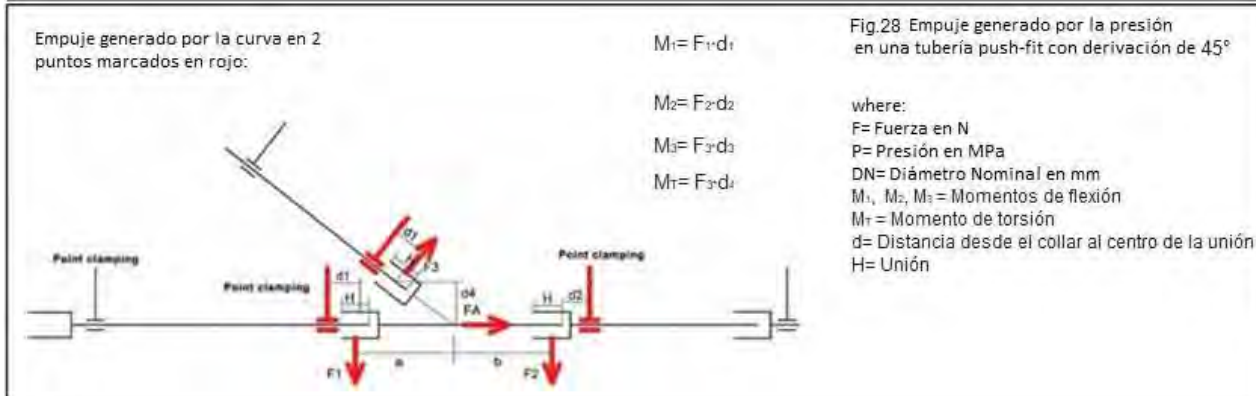 Empuje generado por la curva en 2
puntos marcados en rojo:
M₁= F₁·d₁
M₂= F₂·d₂
M₃= F₃·d₃
Mₜ= F₃·d₄
Fig.28 Empuje generado por la presión
en una tubería push-fit con derivación de 45°
where:
F= Fuerza en N
P= Presión en MPa
DN= Diámetro Nominal en mm
M₁, M₂, M₃ = Momentos de flexión
Mₜ = Momento de torsión
d= Distancia desde el collar al centro de la unión
H= Unión
Point clamping
Point clamping
Point clamping
d1
H
d3
F3
d4
FA
H
d2
F1
a
b
F2